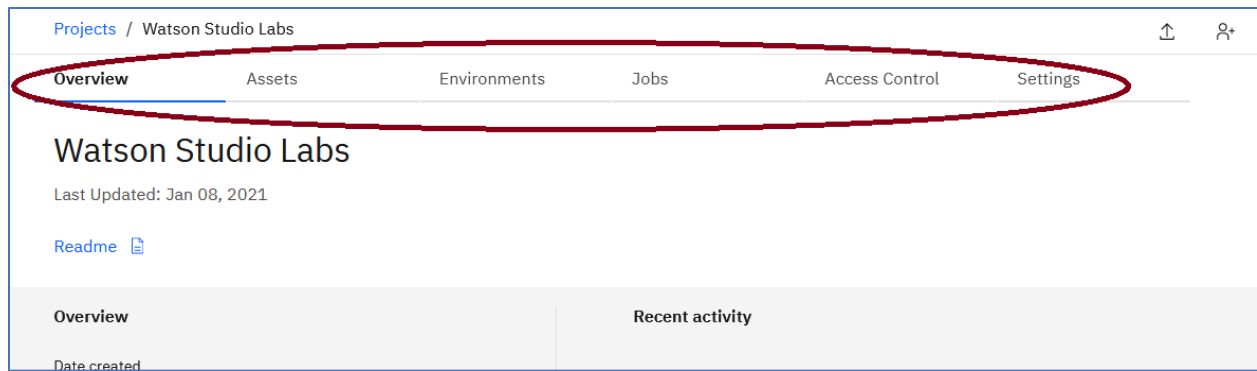 Projects / Watson Studio Labs
Overview Assets Environments Jobs Access Control Settings
Watson Studio Labs
Last Updated: Jan 08, 2021
Readme
Overview Recent activity
Date created